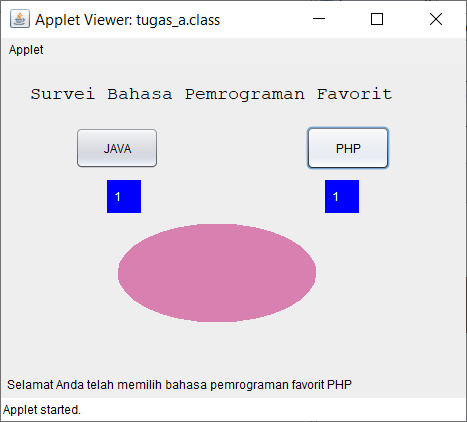 Applet Viewer: tugas_a.class
Applet
Survei Bahasa Pemrograman Favorit
JAVA PHP
1 1
Selamat Anda telah memilih bahasa pemrograman favorit PHP
Applet started.